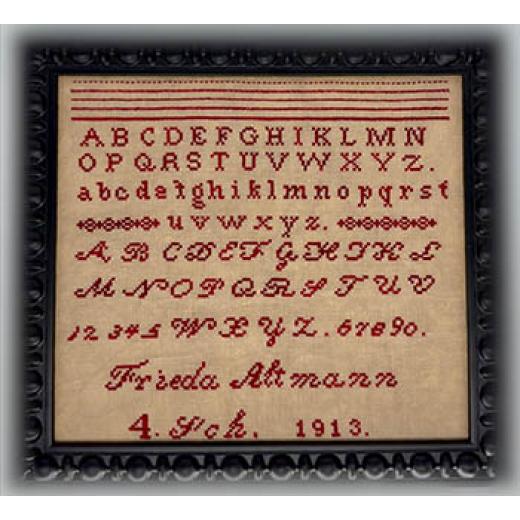 ABCDEFGHIKLMN
OPQRSTUVWXYZ.
abcdefghiklmnopqrst
uvwxyz.
ABCDEFGHIKL
MNOPQRSTUV
12345 WXYZ. 67890.
Frieda Altmann
4. Sch. 1913.